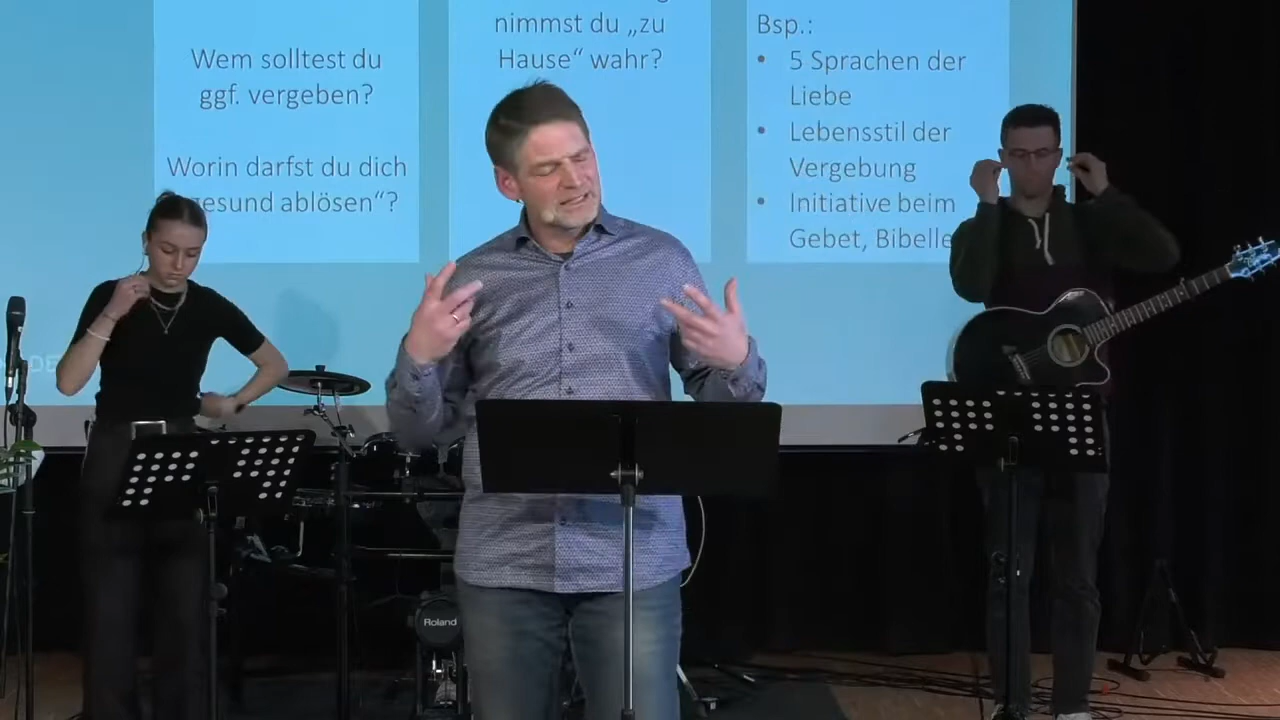 Wem solltest du
ggf. vergeben?
Worin darfst du dich
gesund ablösen“?
nimmst du „zu
Hause“ wahr?
Bsp.:
• 5 Sprachen der
Liebe
• Lebensstil der
Vergebung
• Initiative beim
Gebet, Bibelle
Roland